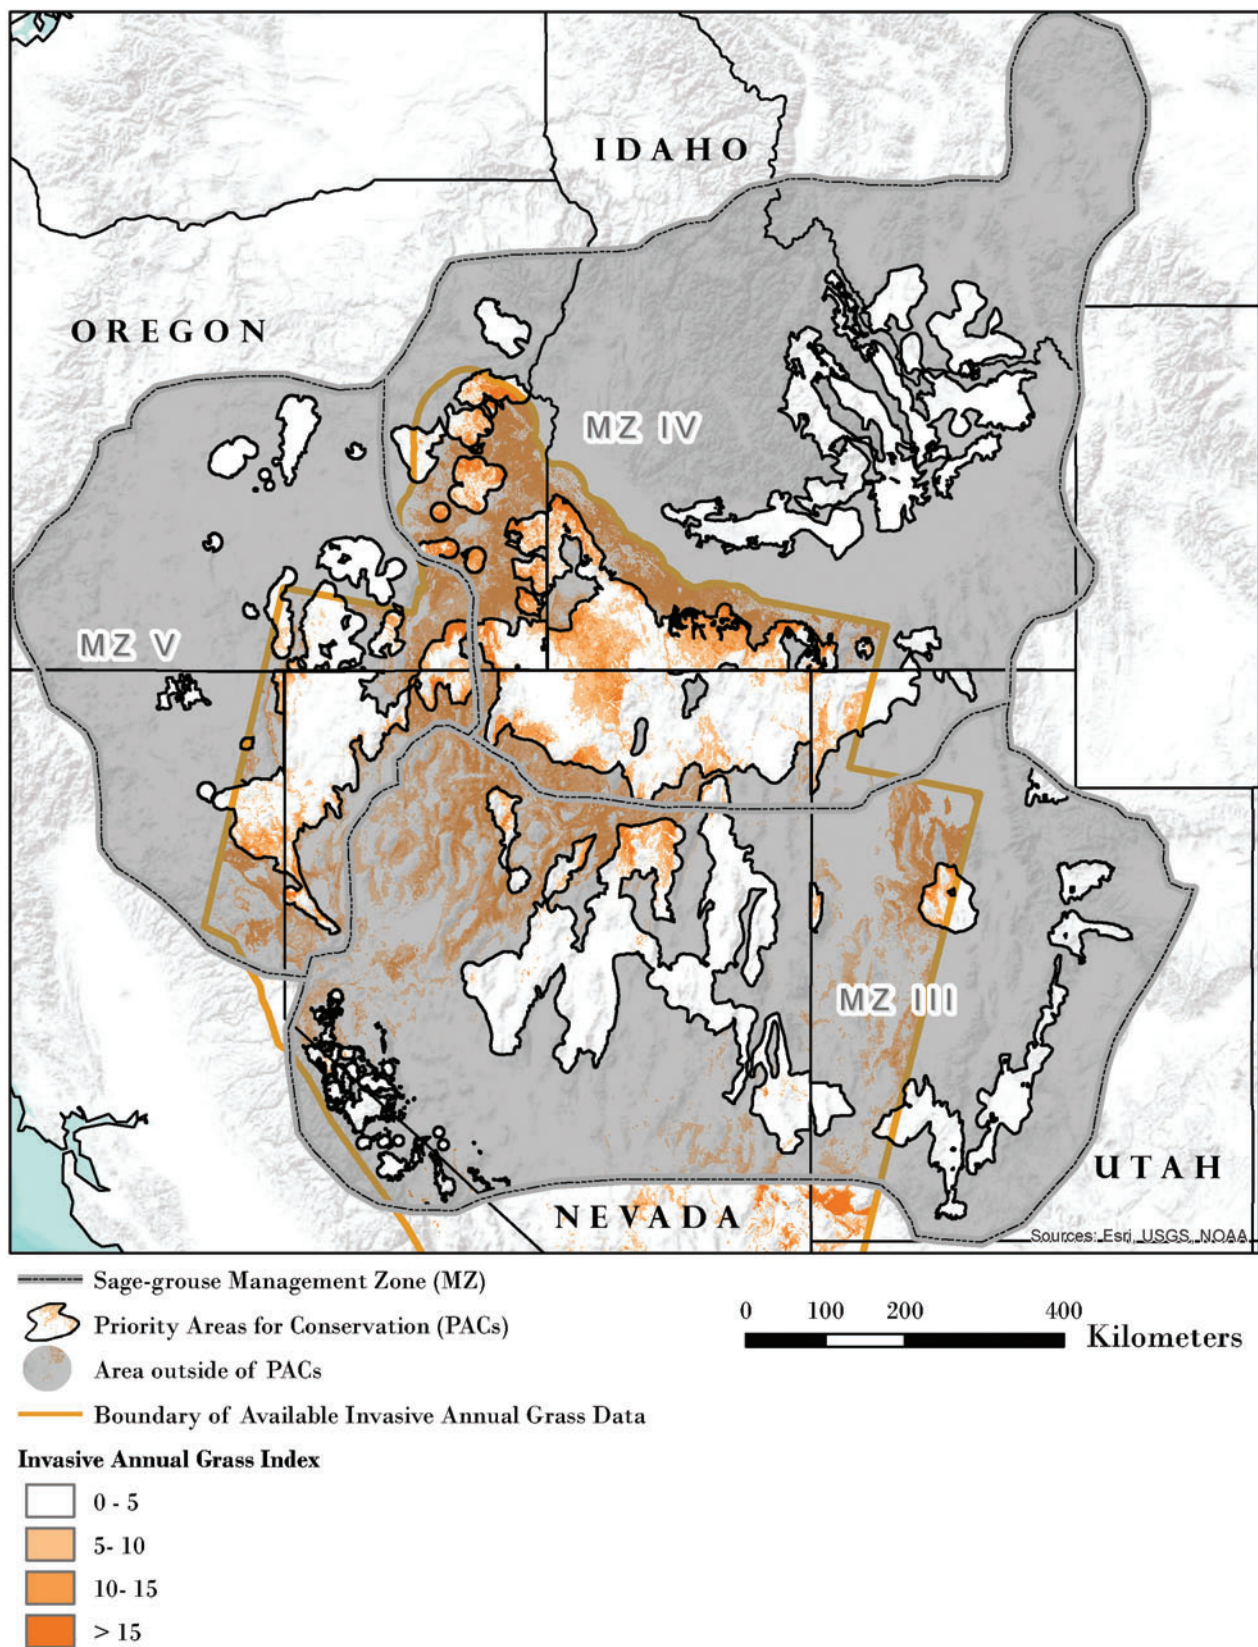 IDAHO
OREGON
MZ IV
MZ V
MZ III
UTAH
NEVADA
Sources: Esri, USGS, NOAA
Sage-grouse Management Zone (MZ)
Priority Areas for Conservation (PACs)
Area outside of PACs
Boundary of Available Invasive Annual Grass Data
0 100 200 400
Kilometers
Invasive Annual Grass Index
0 - 5
5- 10
10- 15
> 15